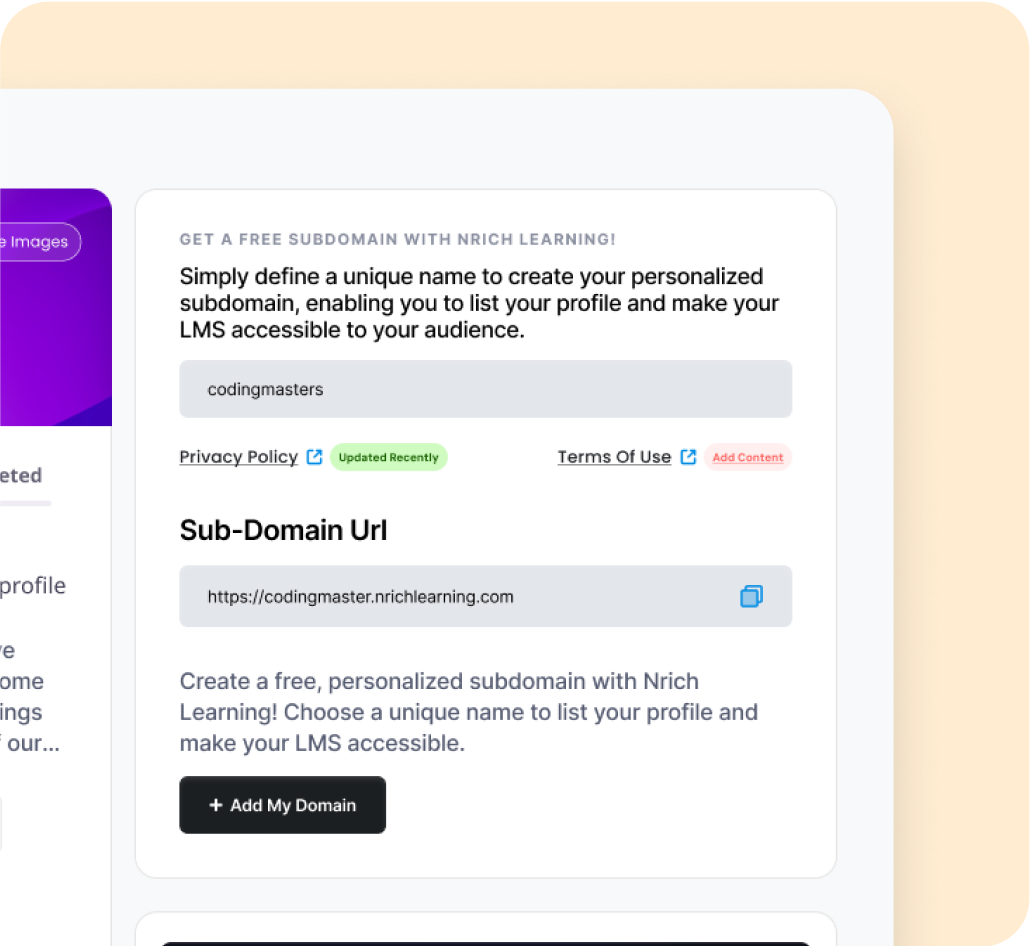 e Images
eted
profile
ve
ome
ings
f our...
GET A FREE SUBDOMAIN WITH NRICH LEARNING!
Simply define a unique name to create your personalized
subdomain, enabling you to list your profile and make your
LMS accessible to your audience.
codingmasters
Privacy Policy Updated Recently Terms Of Use Add Content
Sub-Domain Url
https://codingmaster.nrichlearning.com
Create a free, personalized subdomain with Nrich
Learning! Choose a unique name to list your profile and
make your LMS accessible.
+ Add My Domain